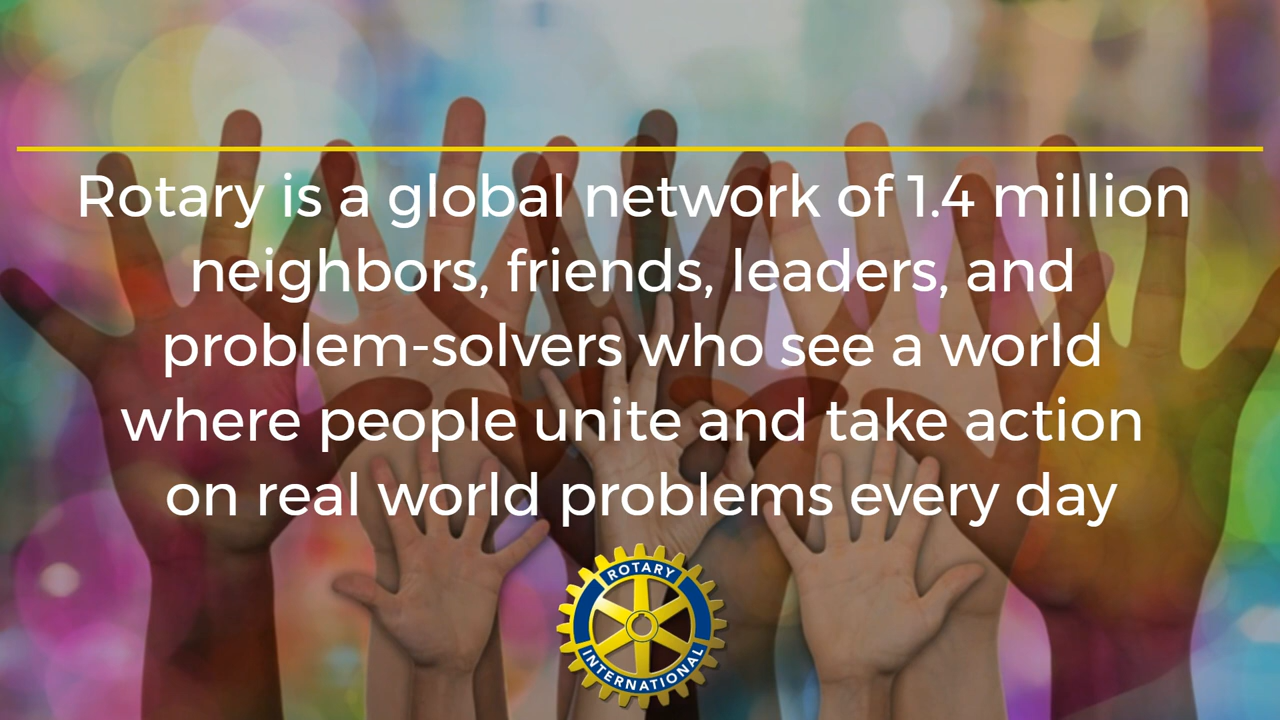 Rotary is a global network of 1.4 million
neighbors, friends, leaders, and
problem-solvers who see a world
where people unite and take action
on real world problems every day
ROTARY
INTERNATIONAL